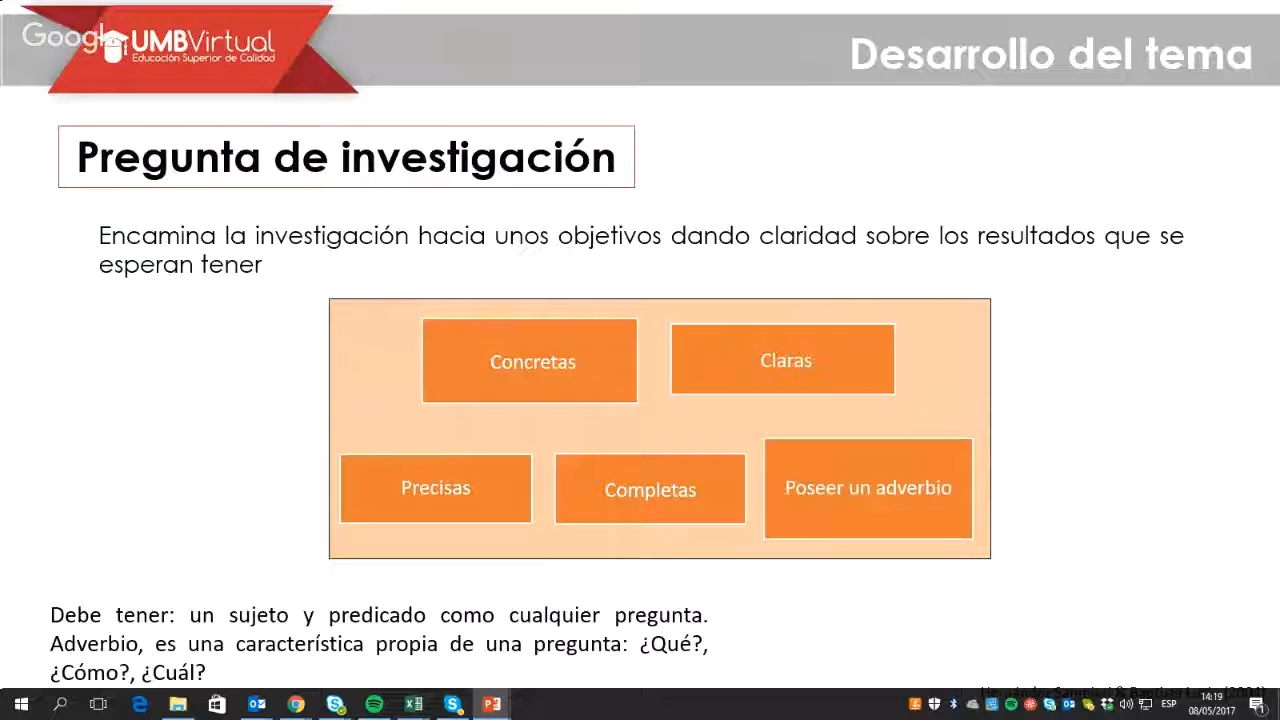 Google
UMBVirtual
Educación Superior de Calidad
Desarrollo del tema
Pregunta de investigación
Encamina la investigación hacia unos objetivos dando claridad sobre los resultados que se
esperan tener
Concretas
Claras
Precisas
Completas
Poseer un adverbio
Debe tener: un sujeto y predicado como cualquier pregunta.
Adverbio, es una característica propia de una pregunta: ¿Qué?,
¿Cómo?, ¿Cuál?
(2004)
14:19
ESP
08/05/2017